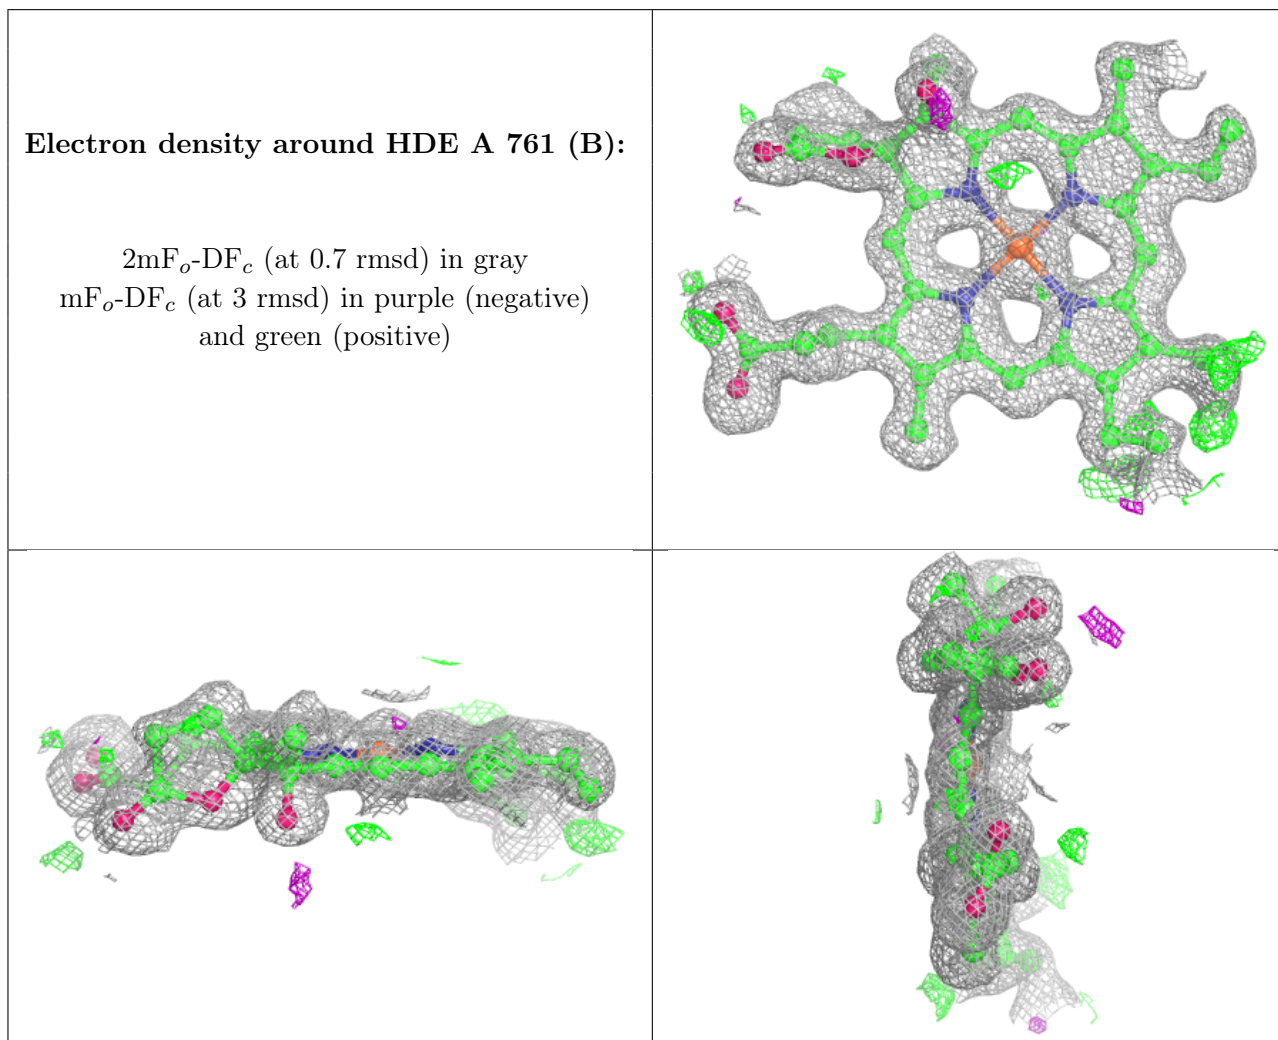 Electron density around HDE A 761 (B):
2mFo-DFc (at 0.7 rmsd) in gray
mFo-DFc (at 3 rmsd) in purple (negative)
and green (positive)